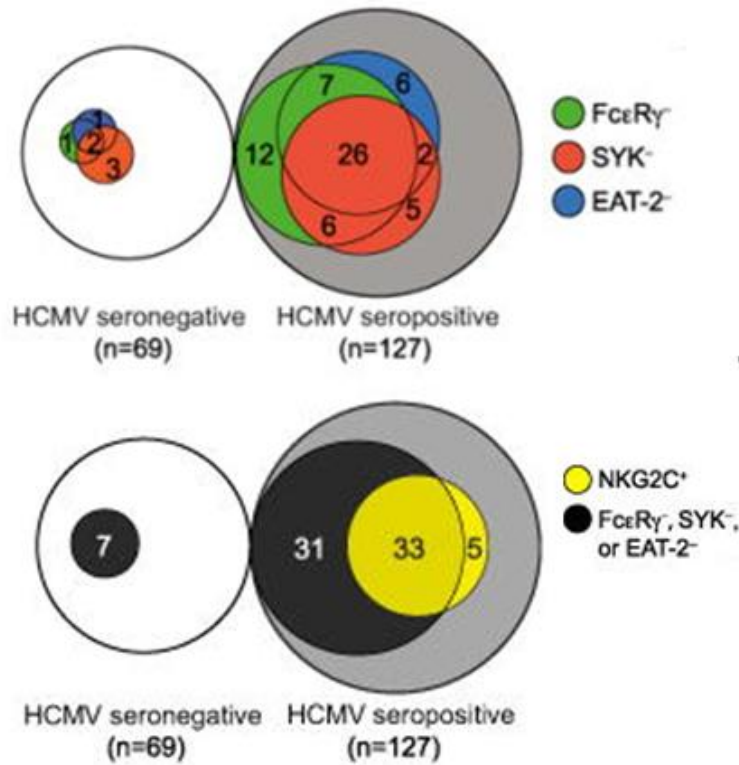 1
1
2
3
7
6
12
26
2
6
5
FcεRγ⁻
SYK⁻
EAT-2⁻
HCMV seronegative
(n=69)
HCMV seropositive
(n=127)
7
31
33
5
NKG2C⁺
FcεRγ⁻, SYK⁻,
or EAT-2⁻
HCMV seronegative
(n=69)
HCMV seropositive
(n=127)